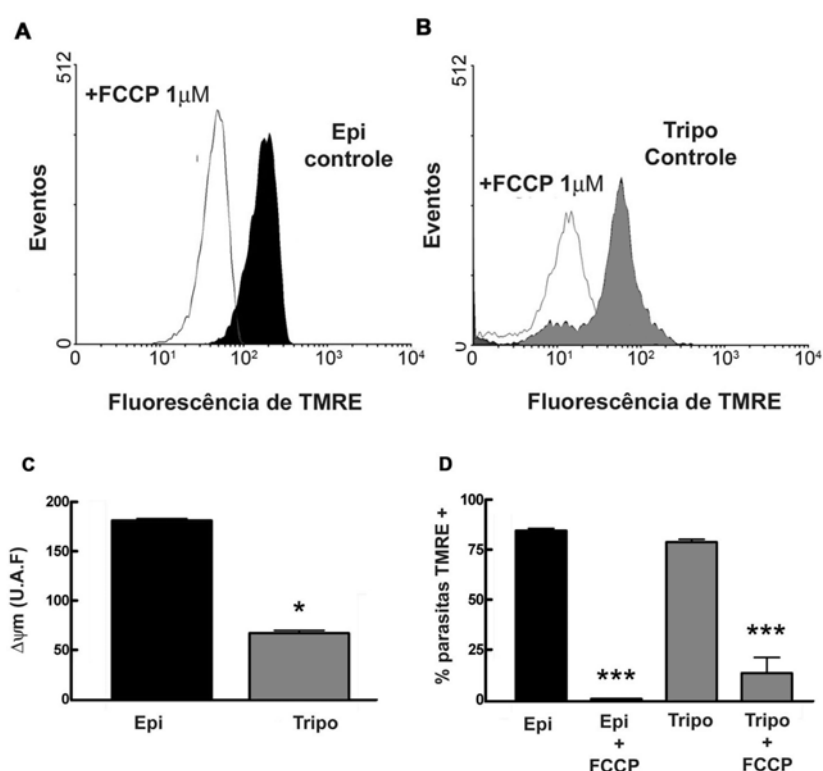 A
512
+FCCP 1µM
Epi
controle
Eventos
0
10¹ 10² 10³ 10⁴
Fluorescência de TMRE
B
512
Tripo
Controle
+FCCP 1µM
Eventos
0
10¹ 10² 10³ 10⁴
Fluorescência de TMRE
C
200
150
100
50
0
Δψm (U.A.F)
*
Epi Tripo
D
100
75
50
25
0
% parasitas TMRE +
***
***
Epi
Epi
+
FCCP
Tripo
Tripo
+
FCCP